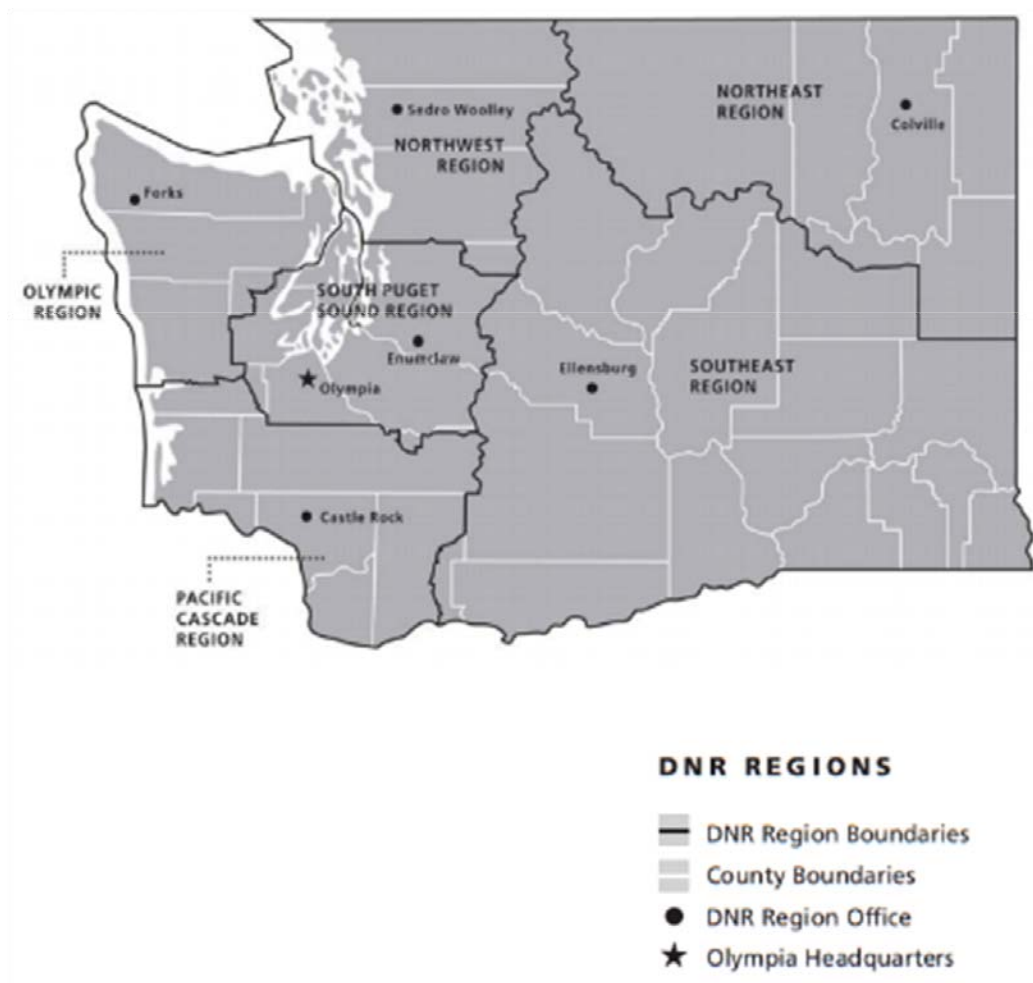 Sedro Woolley
NORTHWEST
REGION
NORTHEAST
REGION
Colville
Forks
OLYMPIC
REGION
SOUTH PUGET
SOUND REGION
Enumclaw
Olympia
Ellensburg
SOUTHEAST
REGION
Castle Rock
PACIFIC
CASCADE
REGION
DNR REGIONS
DNR Region Boundaries
County Boundaries
DNR Region Office
Olympia Headquarters